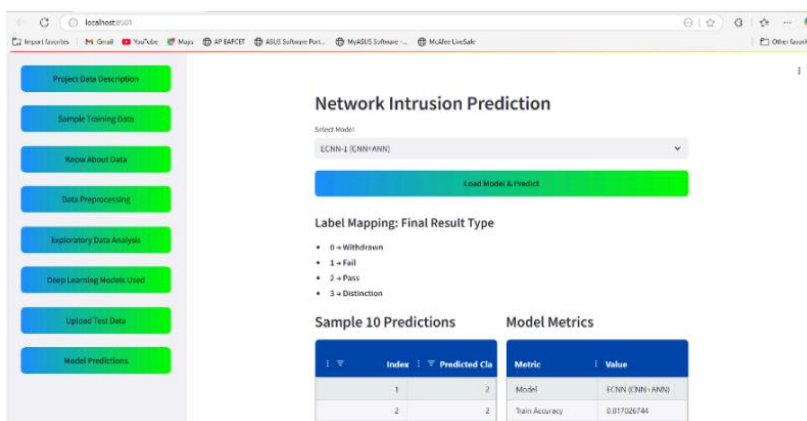 localhost:8501
Import favorites Gmail YouTube Maps AP EAPCET ASUS Software Port... MyASUS Software -... McAfee LiveSafe Other favorit
Project Data Description
Sample Training Data
Know About Data
Data Preprocessing
Exploratory Data Analysis
Deep Learning Models Used
Upload Test Data
Model Predictions
Network Intrusion Prediction
Select Model
ECNN-1 (CNN+ANN)
Load Model & Predict
Label Mapping: Final Result Type
0 → Withdrawn
1 → Fail
2 → Pass
3 → Distinction
Sample 10 Predictions
Index Predicted Cla
1 2
2 2
Model Metrics
Metric Value
Model ECNN (CNN+ANN)
Train Accuracy 0.817026744